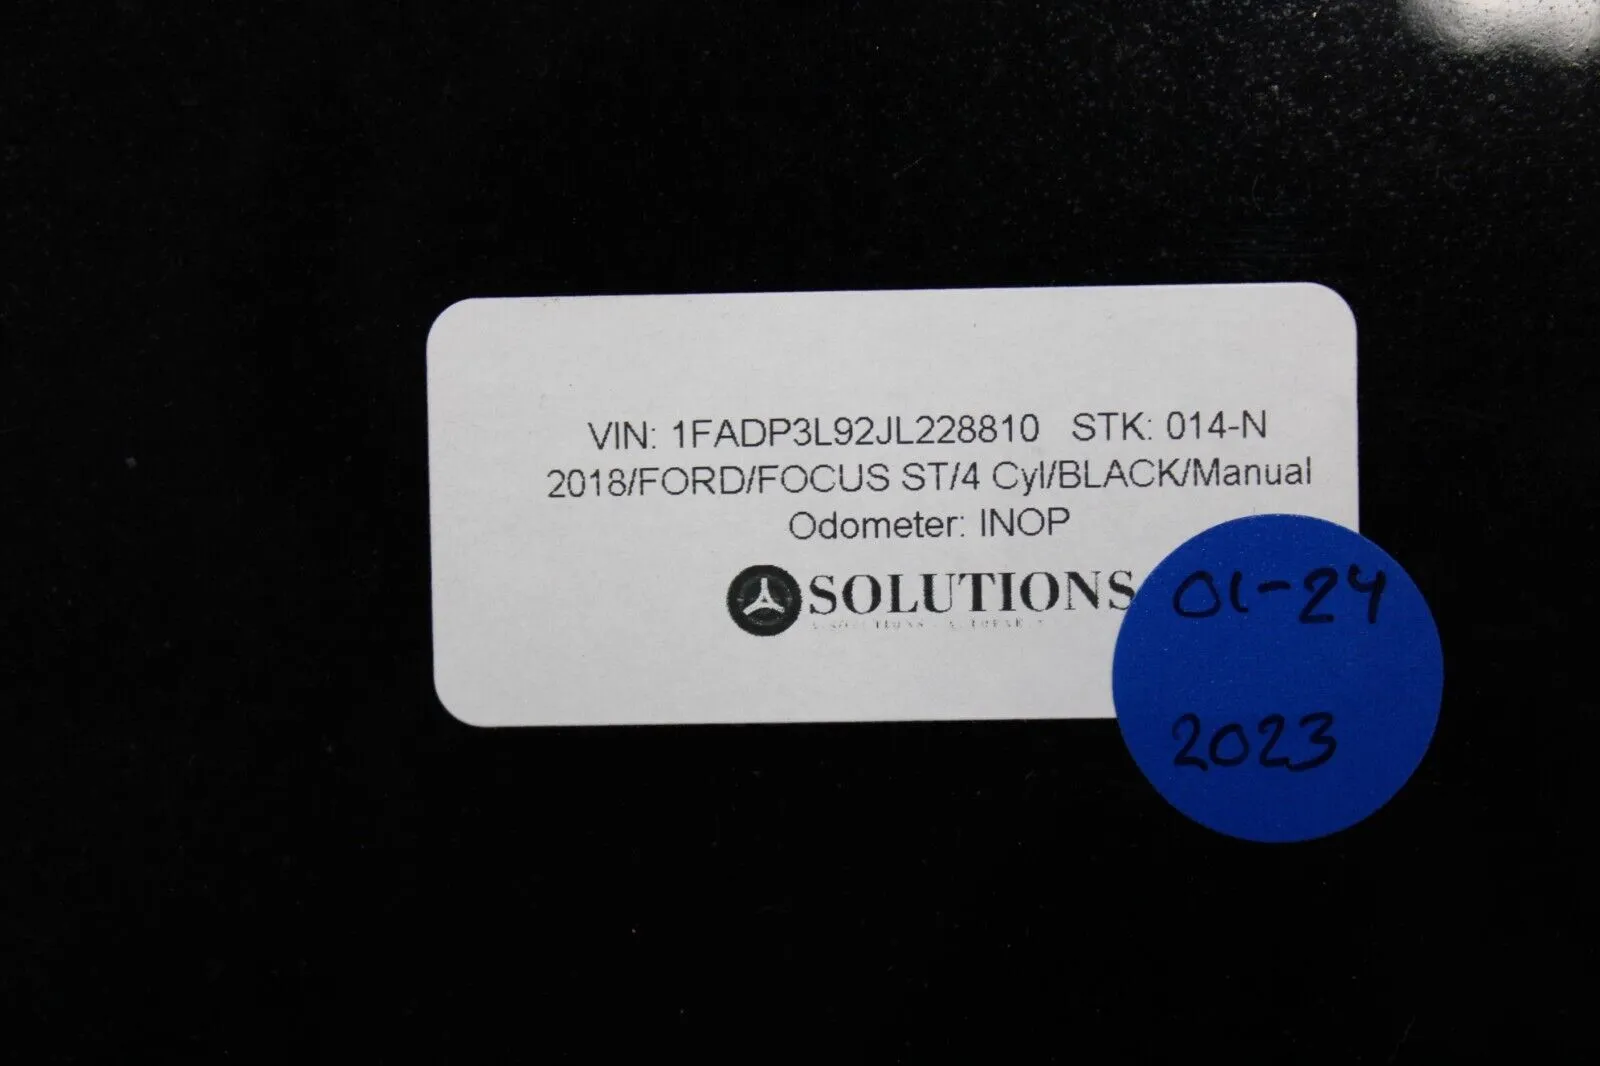 VIN: 1FADP3L92JL228810 STK: 014-N
2018/FORD/FOCUS ST/4 Cyl/BLACK/Manual
Odometer: INOP
SOLUTIONS
01-24
2023